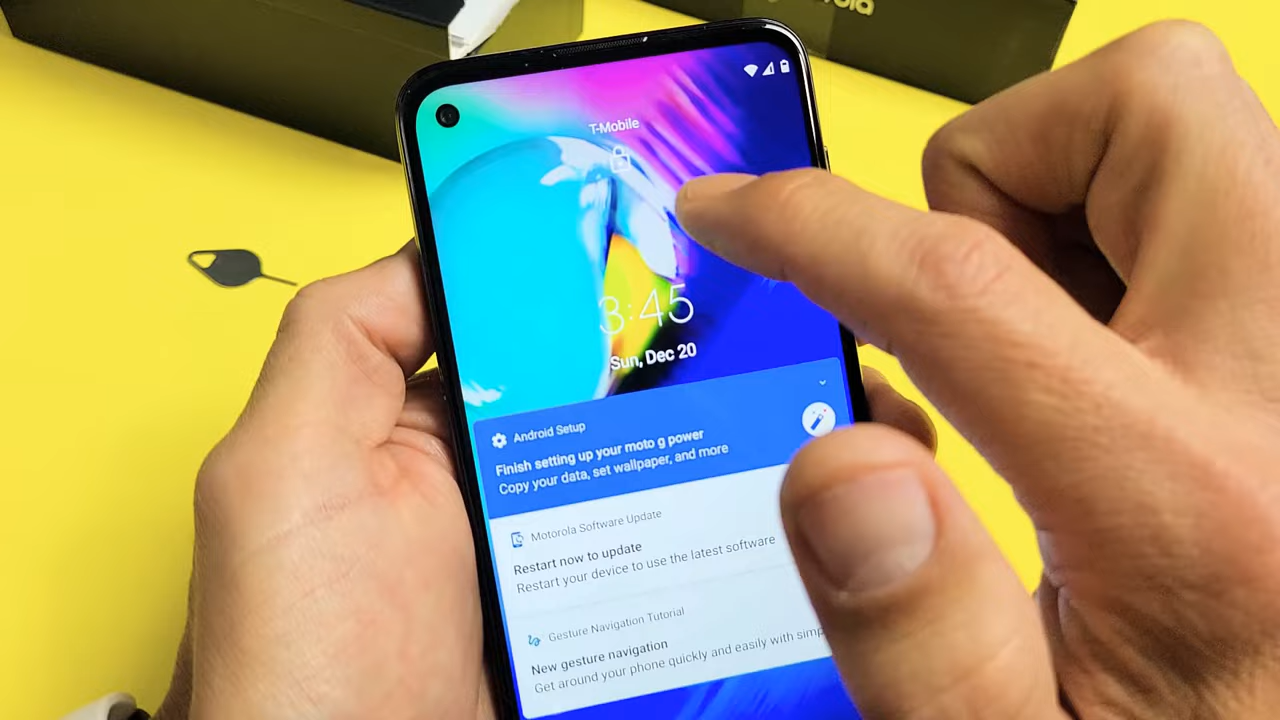 T-Mobile
3:45
Sun, Dec 20
Android Setup
Finish setting up your moto g power
Copy your data, set wallpaper, and more
Motorola Software Update
Restart now to update
Restart your device to use the latest software
Gesture Navigation Tutorial
New gesture navigation
Get around your phone quickly and easily with